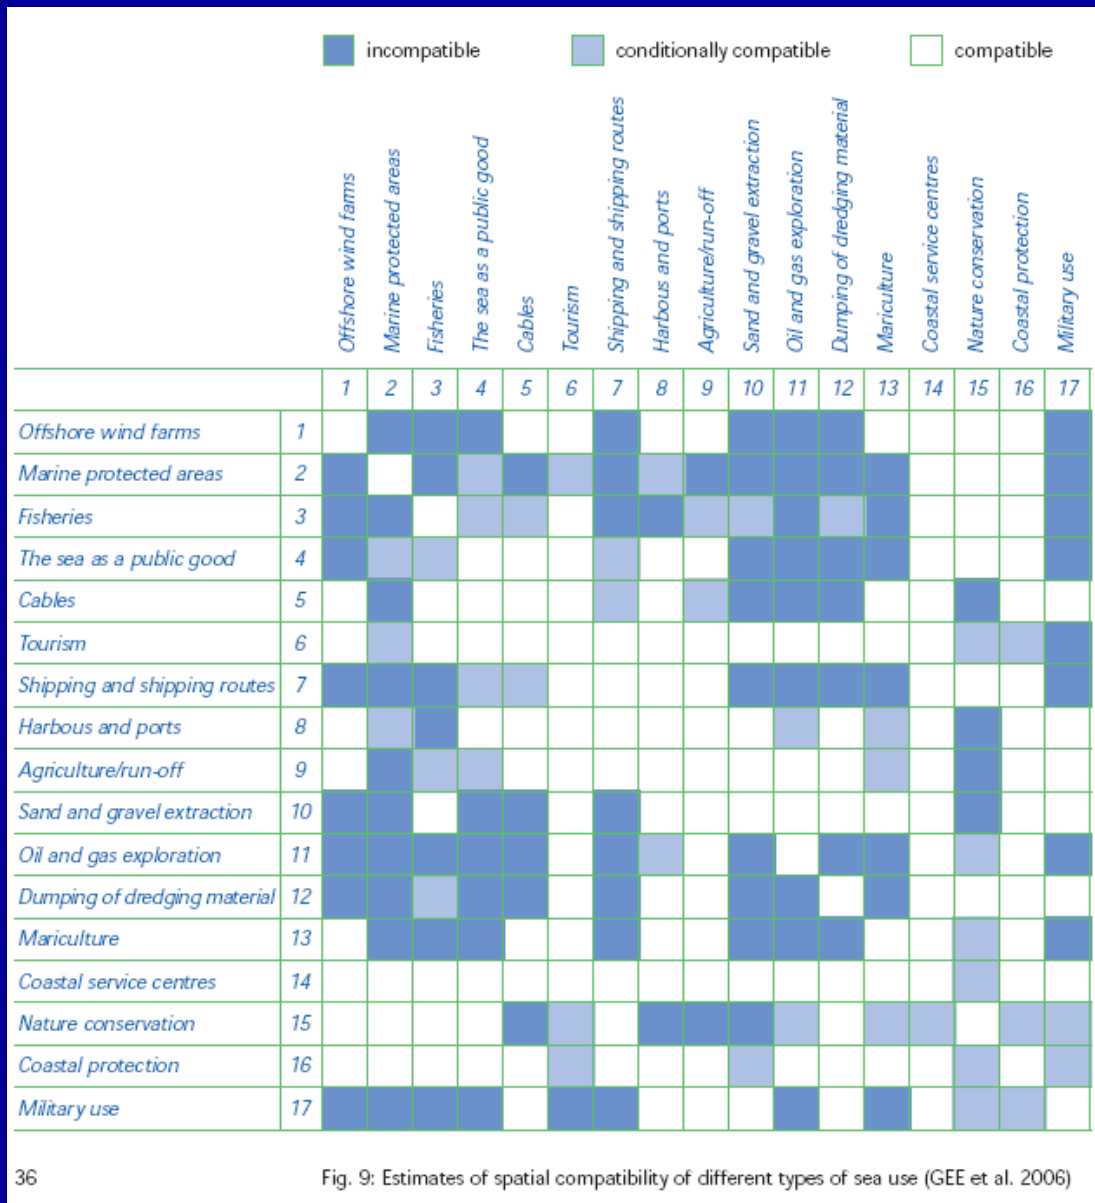 incompatible conditionally compatible compatible
Offshore wind farms
Marine protected areas
Fisheries
The sea as a public good
Cables
Tourism
Shipping and shipping routes
Harbous and ports
Agriculture/run-off
Sand and gravel extraction
Oil and gas exploration
Dumping of dredging material
Mariculture
Coastal service centres
Nature conservation
Coastal protection
Military use
1 2 3 4 5 6 7 8 9 10 11 12 13 14 15 16 17
Offshore wind farms 1
Marine protected areas 2
Fisheries 3
The sea as a public good 4
Cables 5
Tourism 6
Shipping and shipping routes 7
Harbous and ports 8
Agriculture/run-off 9
Sand and gravel extraction 10
Oil and gas exploration 11
Dumping of dredging material 12
Mariculture 13
Coastal service centres 14
Nature conservation 15
Coastal protection 16
Military use 17
36 Fig. 9: Estimates of spatial compatibility of different types of sea use (GEE et al. 2006)